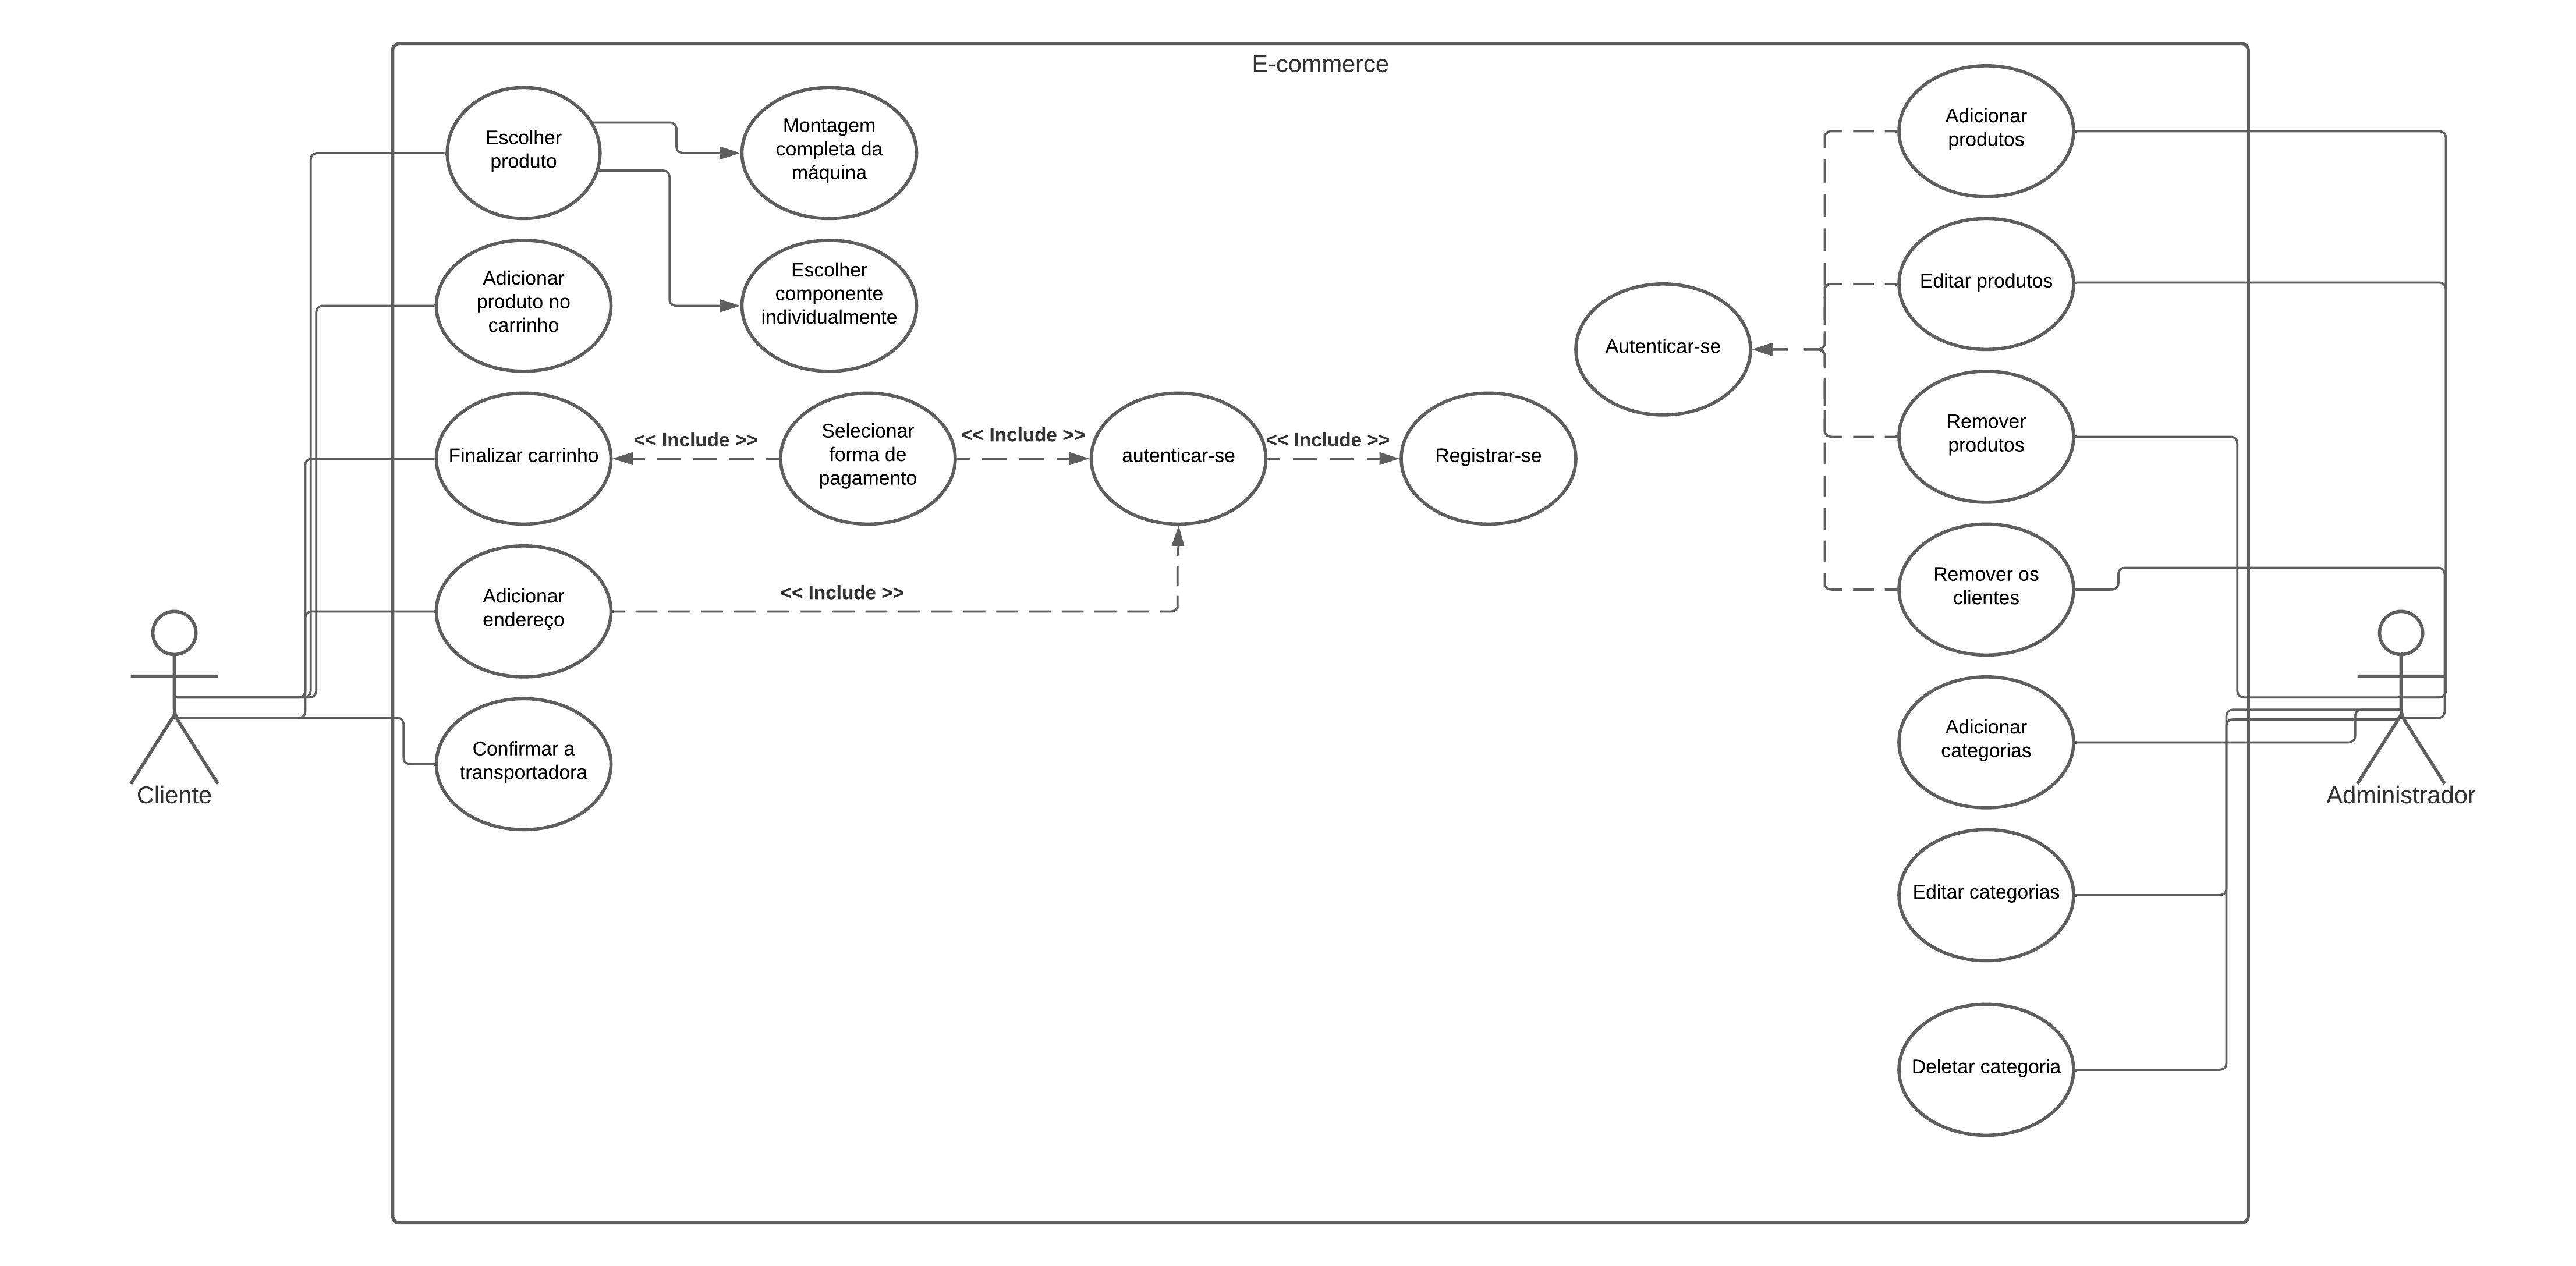 E-commerce
Escolher
produto
Montagem
completa da
máquina
Adicionar
produto no
carrinho
Escolher
componente
individualmente
Finalizar carrinho
<< Include >>
Selecionar
forma de
pagamento
<< Include >>
autenticar-se
<< Include >>
Registrar-se
Adicionar
endereço
<< Include >>
Confirmar a
transportadora
Cliente
Autenticar-se
Adicionar
produtos
Editar produtos
Remover
produtos
Remover os
clientes
Adicionar
categorias
Editar categorias
Deletar categoria
Administrador